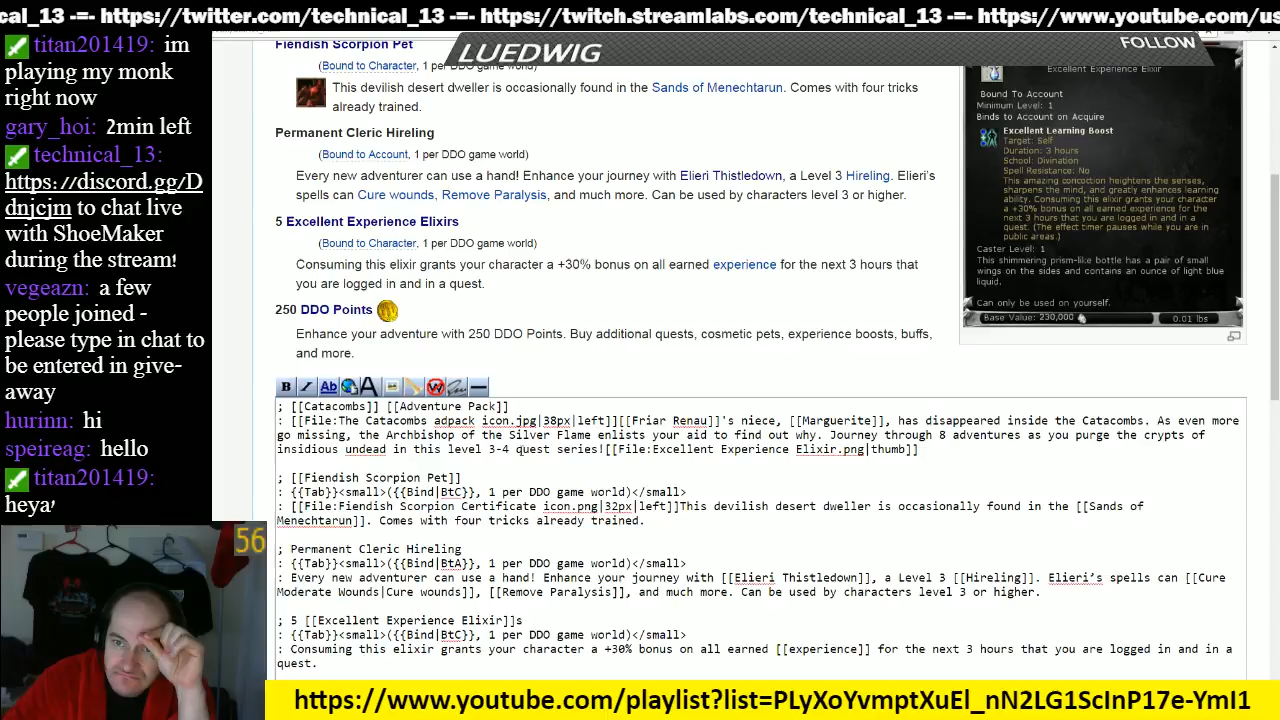 cal_13 -=- https://twitter.com/technical_13 -=- https://twitch.streamlabs.com/technical_13 -=- https://www.youtube.com/us
titan201419: im
playing my monk
right now
gary_hoi: 2min left
technical_13:
https://discord.gg/D
dnjcjm to chat live
with ShoeMaker
during the stream!
vegeazn: a few
people joined -
please type in chat to
be entered in give-
away
hurinn: hi
speireag: hello
titan201419:
heya'
56
LUEDWIG
FOLLOW
Fiendish Scorpion Pet
(Bound to Character, 1 per DDO game world)
This devilish desert dweller is occasionally found in the Sands of Menechtarun. Comes with four tricks
already trained.
Permanent Cleric Hireling
(Bound to Account, 1 per DDO game world)
Every new adventurer can use a hand! Enhance your journey with Elieri Thistledown, a Level 3 Hireling. Elieri's
spells can Cure wounds, Remove Paralysis, and much more. Can be used by characters level 3 or higher.
5 Excellent Experience Elixirs
(Bound to Character, 1 per DDO game world)
Consuming this elixir grants your character a +30% bonus on all earned experience for the next 3 hours that
you are logged in and in a quest.
250 DDO Points
Enhance your adventure with 250 DDO Points. Buy additional quests, cosmetic pets, experience boosts, buffs,
and more.
Excellent Experience Elixir
Bound To Account
Minimum Level: 1
Binds to Account on Acquire
Excellent Learning Boost
Target: Self
Duration: 3 hours
School: Divination
Spell Resistance: No
This amazing concoction heightens the senses,
sharpens the mind, and greatly enhances learning
ability. Consuming this elixir grants your character
a +30% bonus on all earned experience for the
next 3 hours that you are logged in and in a
quest. (The effect timer pauses while you are in
public areas.)
Caster Level: 1
This shimmering prism-like bottle has a pair of small
wings on the sides and contains an ounce of light blue
liquid.
Can only be used on yourself.
Base Value: 230,000
0.01 lbs
B I Ab A W
; [[Catacombs]] [[Adventure Pack]]
: [[File:The Catacombs adpack icon.jpg|38px|left]][[Friar Renau]]'s niece, [[Marguerite]], has disappeared inside the Catacombs. As even more
go missing, the Archbishop of the Silver Flame enlists your aid to find out why. Journey through 8 adventures as you purge the crypts of
insidious undead in this level 3-4 quest series![[File:Excellent Experience Elixir.png|thumb]]
; [[Fiendish Scorpion Pet]]
: {{Tab}}<small>({{Bind|BtC}}, 1 per DDO game world)</small>
: [[File:Fiendish Scorpion Certificate icon.png|32px|left]]This devilish desert dweller is occasionally found in the [[Sands of
Menechtarun]]. Comes with four tricks already trained.
; Permanent Cleric Hireling
: {{Tab}}<small>({{Bind|BtA}}, 1 per DDO game world)</small>
: Every new adventurer can use a hand! Enhance your journey with [[Elieri Thistledown]], a Level 3 [[Hireling]]. Elieri's spells can [[Cure
Moderate Wounds|Cure wounds]], [[Remove Paralysis]], and much more. Can be used by characters level 3 or higher.
; 5 [[Excellent Experience Elixir]]s
: {{Tab}}<small>({{Bind|BtC}}, 1 per DDO game world)</small>
: Consuming this elixir grants your character a +30% bonus on all earned [[experience]] for the next 3 hours that you are logged in and in a
quest.
https://www.youtube.com/playlist?list=PLyXoYvmptXuEl_nN2LG1ScInP17e-YmI1